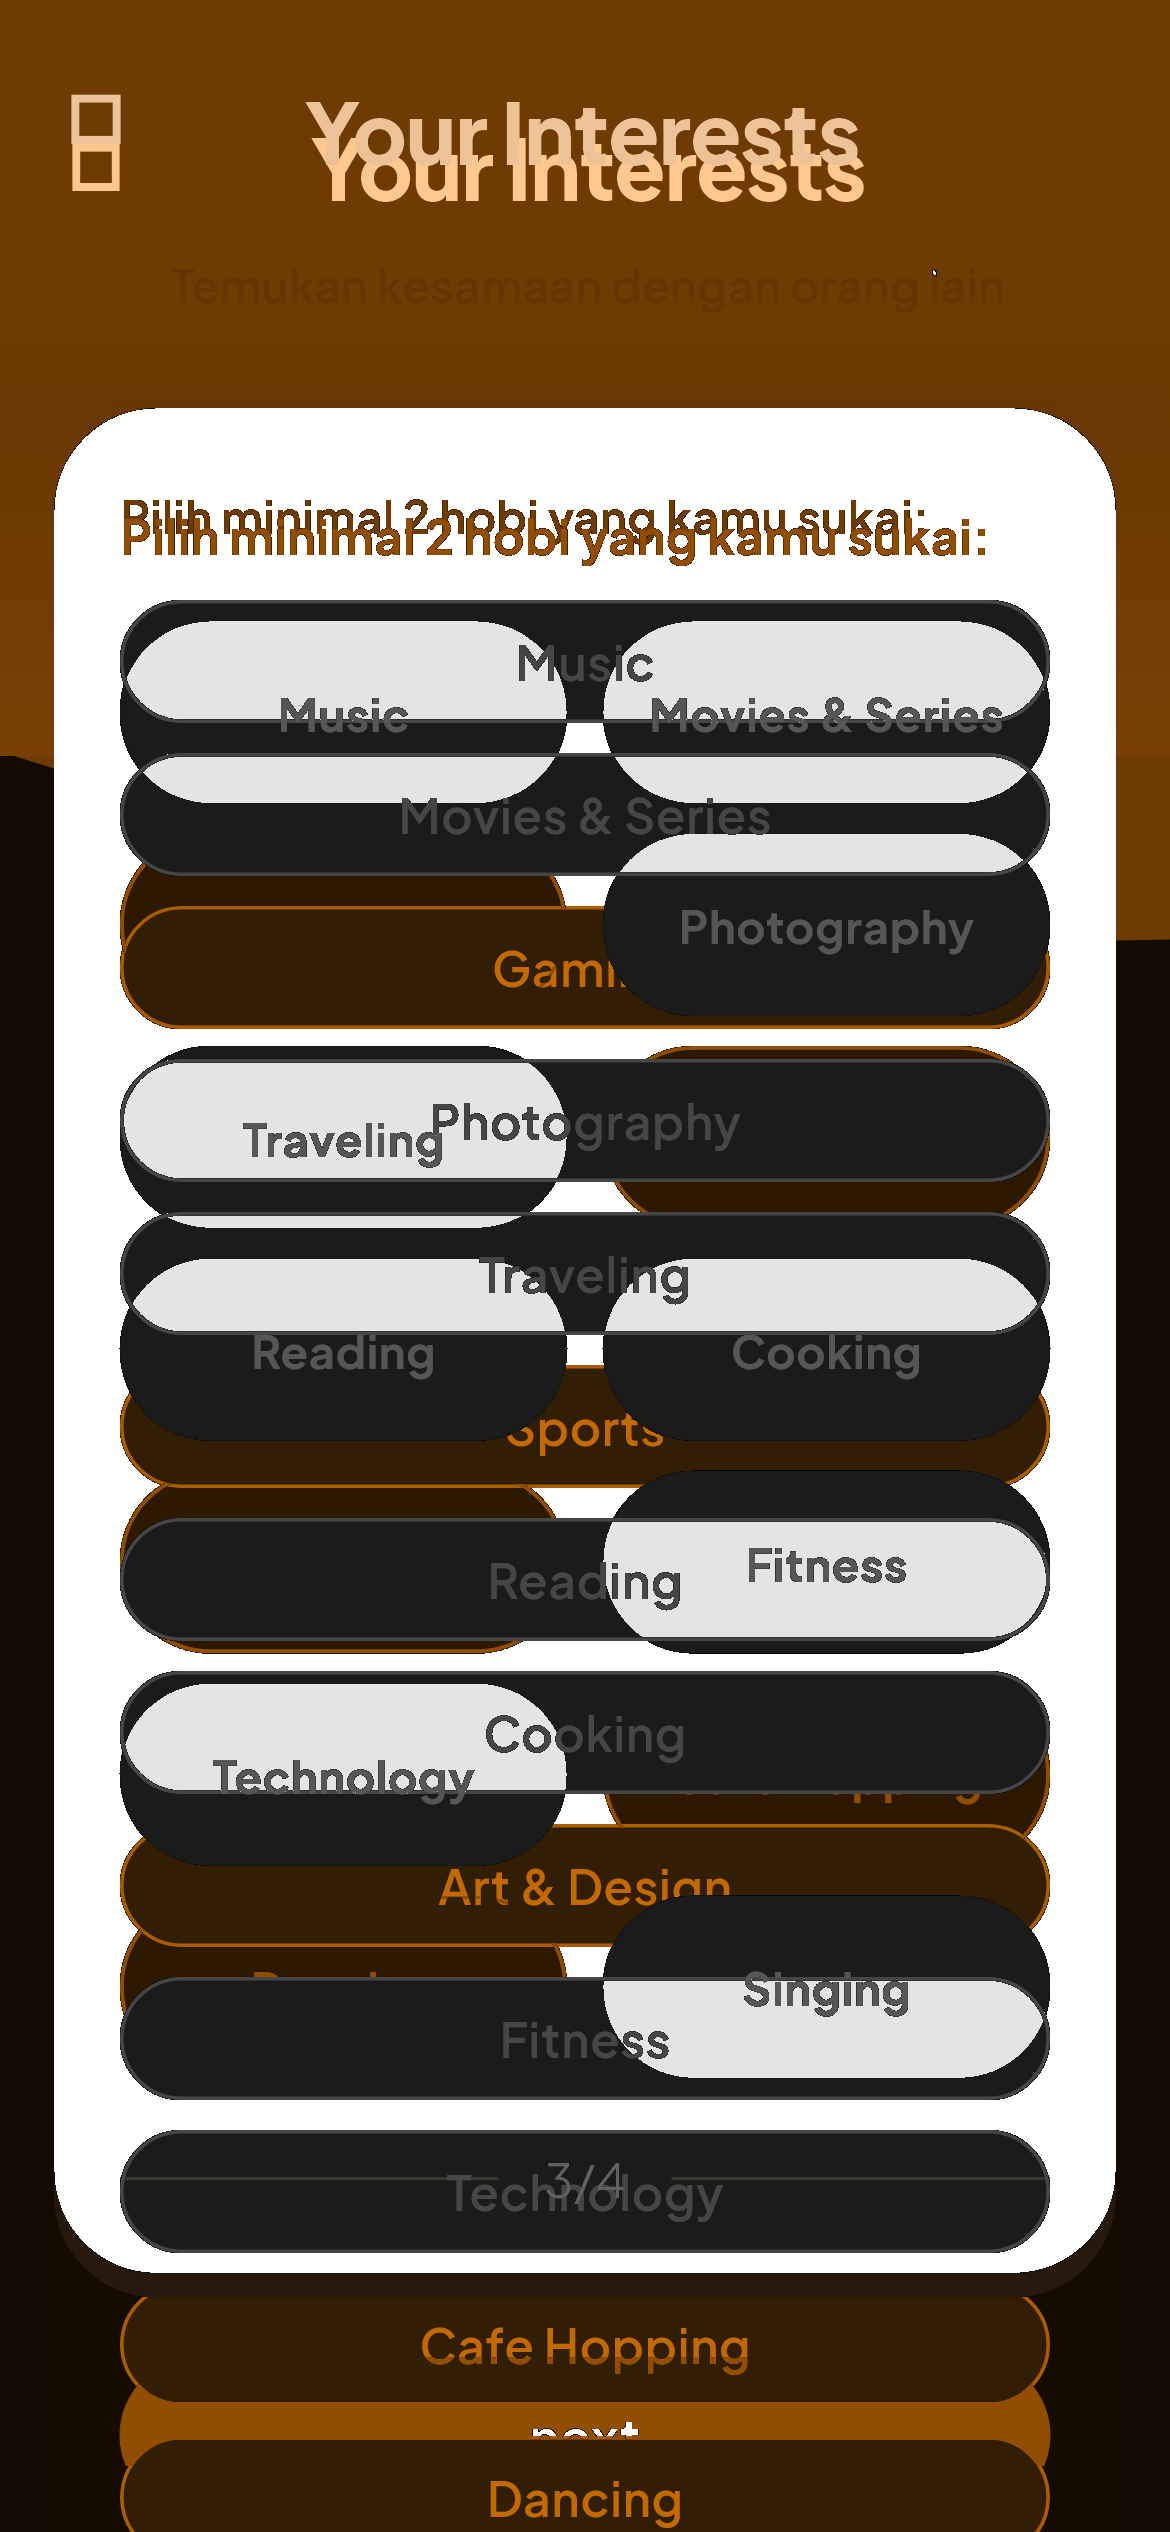 Your Interests
Your Interests
Temukan kesamaan dengan orang lain
Pilih minimal 2 hobi yang kamu sukai:
Pilih minimal 2 hobi yang kamu sukai:
Music
Music
Movies & Series
Movies & Series
Photography
Photography
Traveling
Traveling
Reading
Cooking
Sports
Fitness
Reading
Cooking
Technology
Art & Design
Singing
Fitness
3/4
Technology
Cafe Hopping
next
Dancing